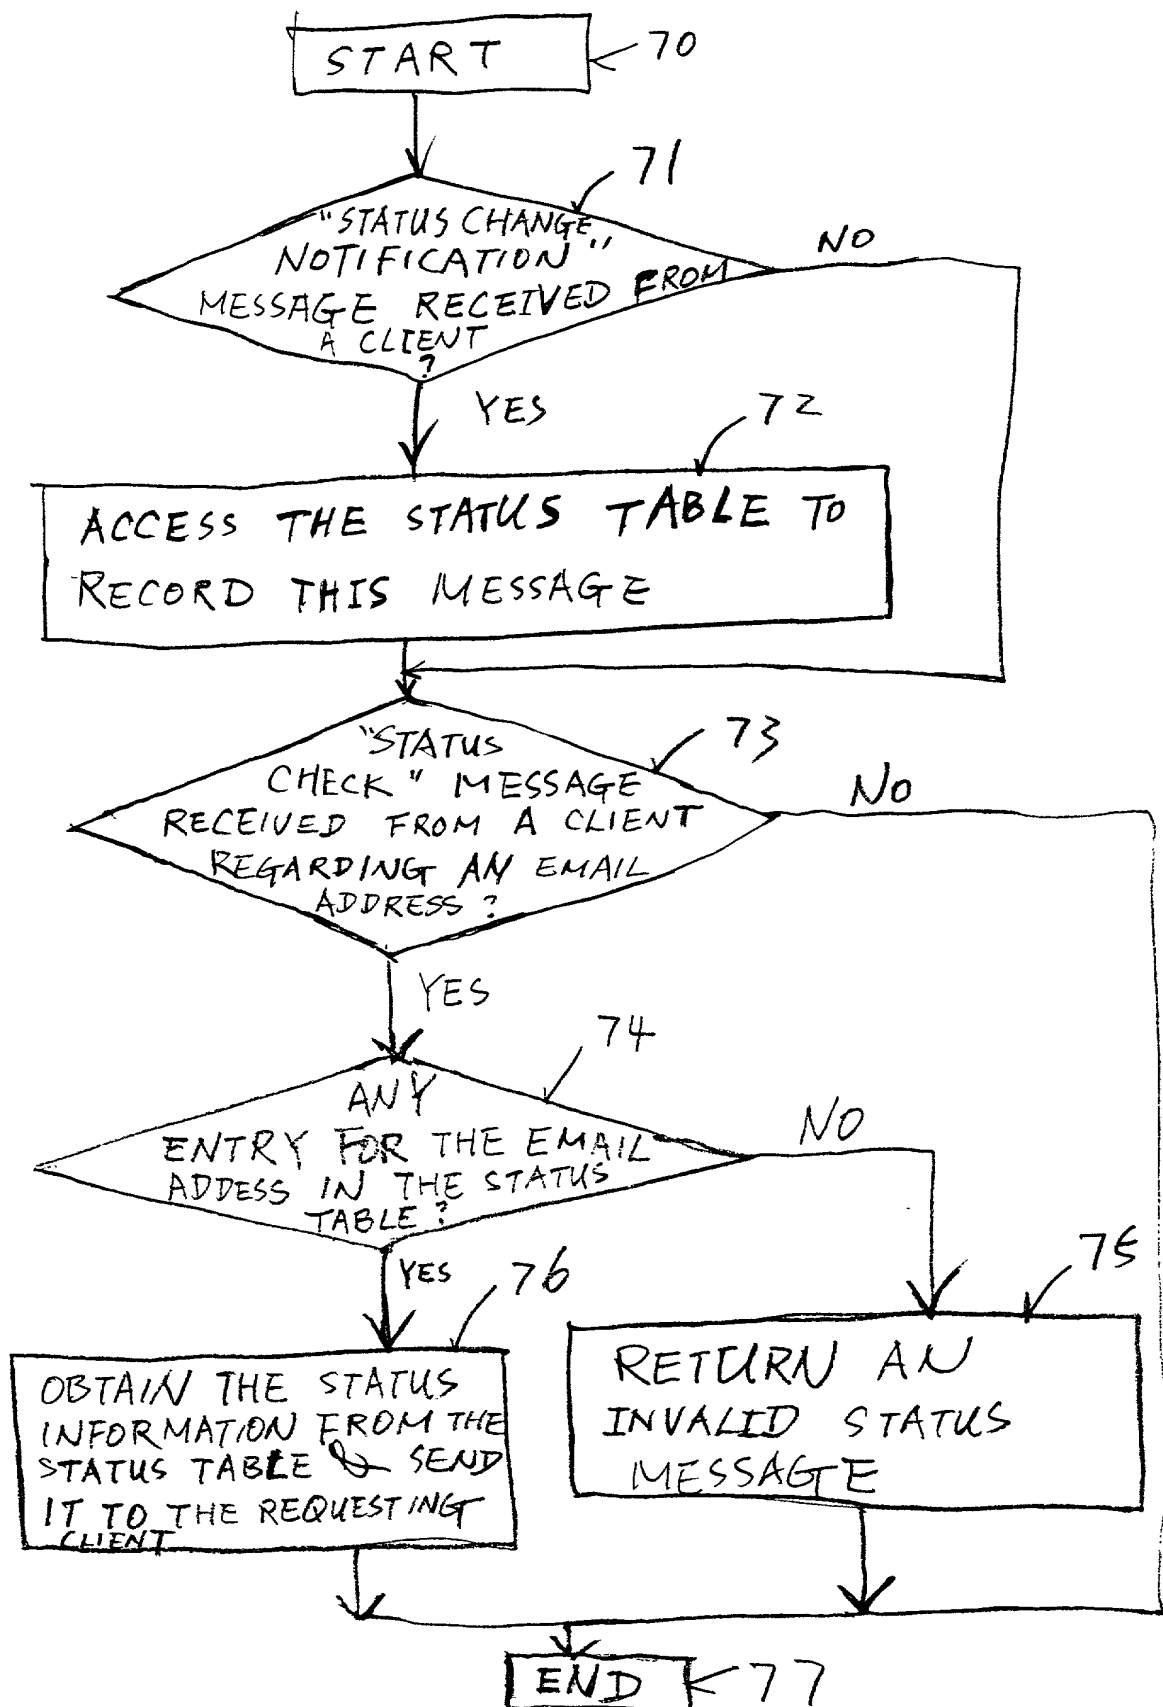 START
70
71
"STATUS CHANGE
NOTIFICATION"
MESSAGE RECEIVED FROM
A CLIENT
?
NO
YES
72
ACCESS THE STATUS TABLE TO
RECORD THIS MESSAGE
73
"STATUS
CHECK" MESSAGE
RECEIVED FROM A CLIENT
REGARDING AN EMAIL
ADDRESS?
NO
YES
74
ANY
ENTRY FOR THE EMAIL
ADDESS IN THE STATUS
TABLE?
NO
YES
76
75
OBTAIN THE STATUS
INFORMATION FROM THE
STATUS TABLE & SEND
IT TO THE REQUESTING
CLIENT
RETURN AN
INVALID STATUS
MESSAGE
END
77